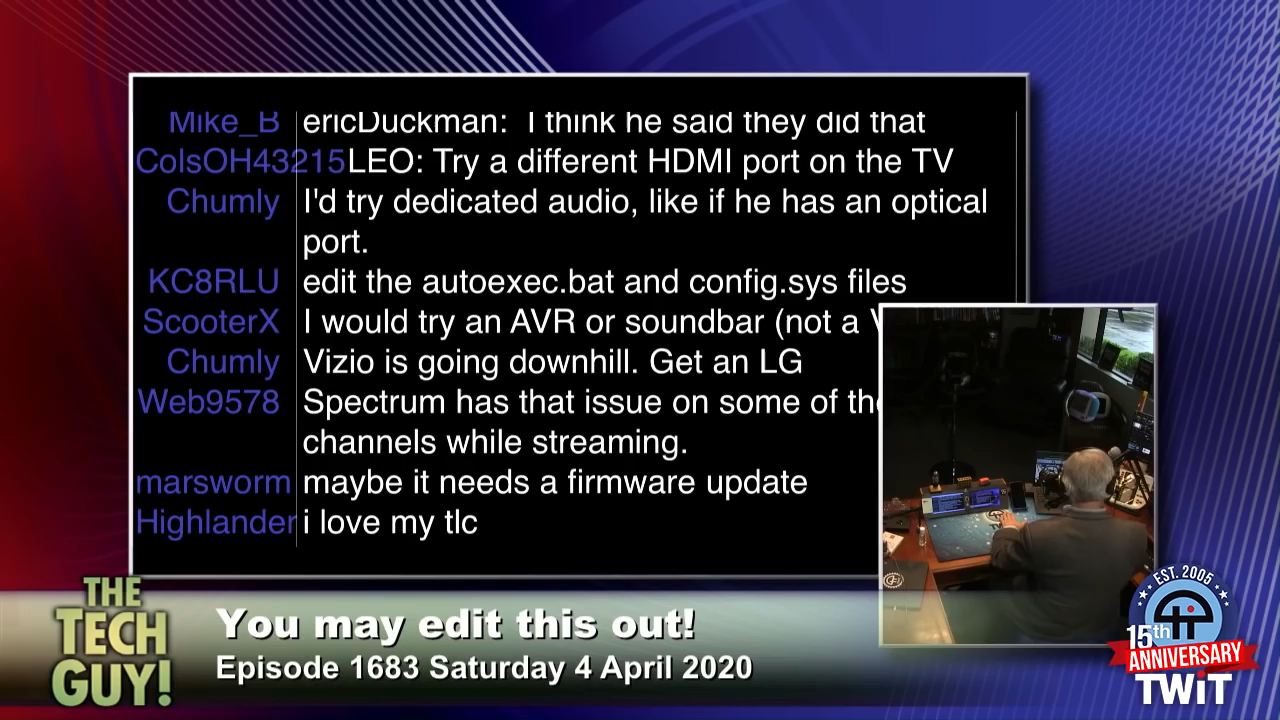 Mike_B ericDuckman: I think he said they did that
ColsOH43215 LEO: Try a different HDMI port on the TV
Chumly I'd try dedicated audio, like if he has an optical
port.
KC8RLU edit the autoexec.bat and config.sys files
ScooterX I would try an AVR or soundbar (not a
Chumly Vizio is going downhill. Get an LG
Web9578 Spectrum has that issue on some of
channels while streaming.
marsworm maybe it needs a firmware update
Highlander i love my tlc
THE
TECH
GUY!
You may edit this out!
Episode 1683 Saturday 4 April 2020
EST. 2005
15th
ANNIVERSARY
TWiT